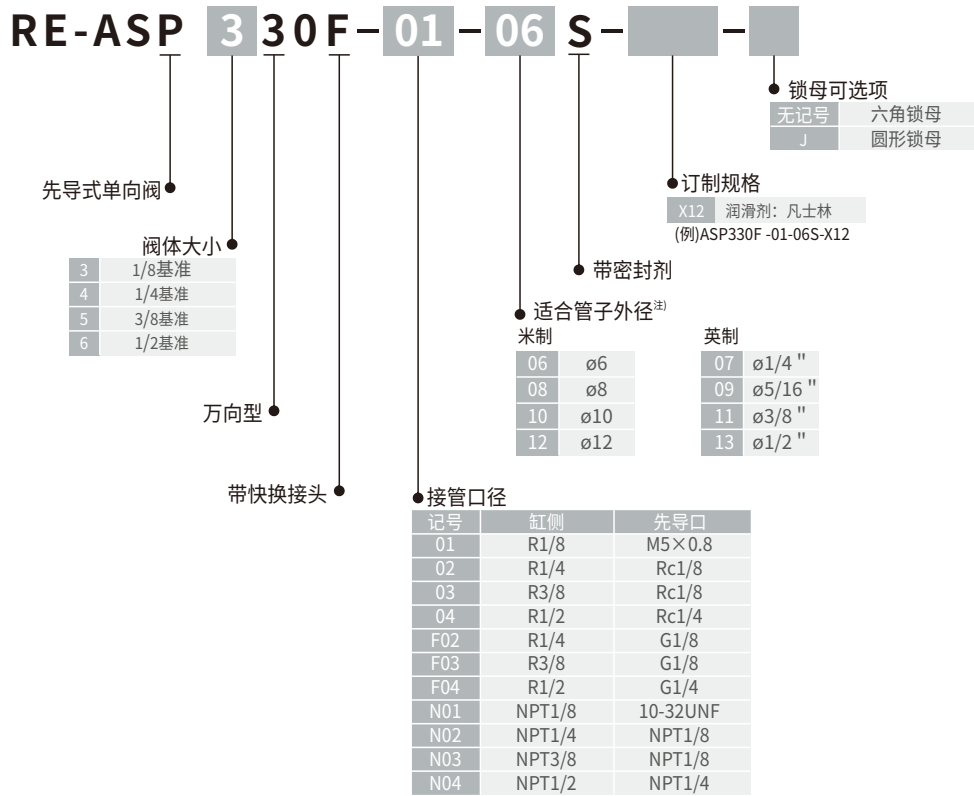 RE-ASP 3 3 0 F - 01 - 06 S - -
锁母可选项
无记号 六角锁母
J 圆形锁母
先导式单向阀
订制规格
X12 润滑剂：凡士林
(例)ASP330F -01-06S-X12
阀体大小
3 1/8基准
4 1/4基准
5 3/8基准
6 1/2基准
带密封剂
适合管子外径注)
米制
06 ø6
08 ø8
10 ø10
12 ø12
英制
07 ø1/4 "
09 ø5/16 "
11 ø3/8 "
13 ø1/2 "
万向型
带快换接头
接管口径
记号 缸侧 先导口
01 R1/8 M5×0.8
02 R1/4 Rc1/8
03 R3/8 Rc1/8
04 R1/2 Rc1/4
F02 R1/4 G1/8
F03 R3/8 G1/8
F04 R1/2 G1/4
N01 NPT1/8 10-32UNF
N02 NPT1/4 NPT1/8
N03 NPT3/8 NPT1/8
N04 NPT1/2 NPT1/4